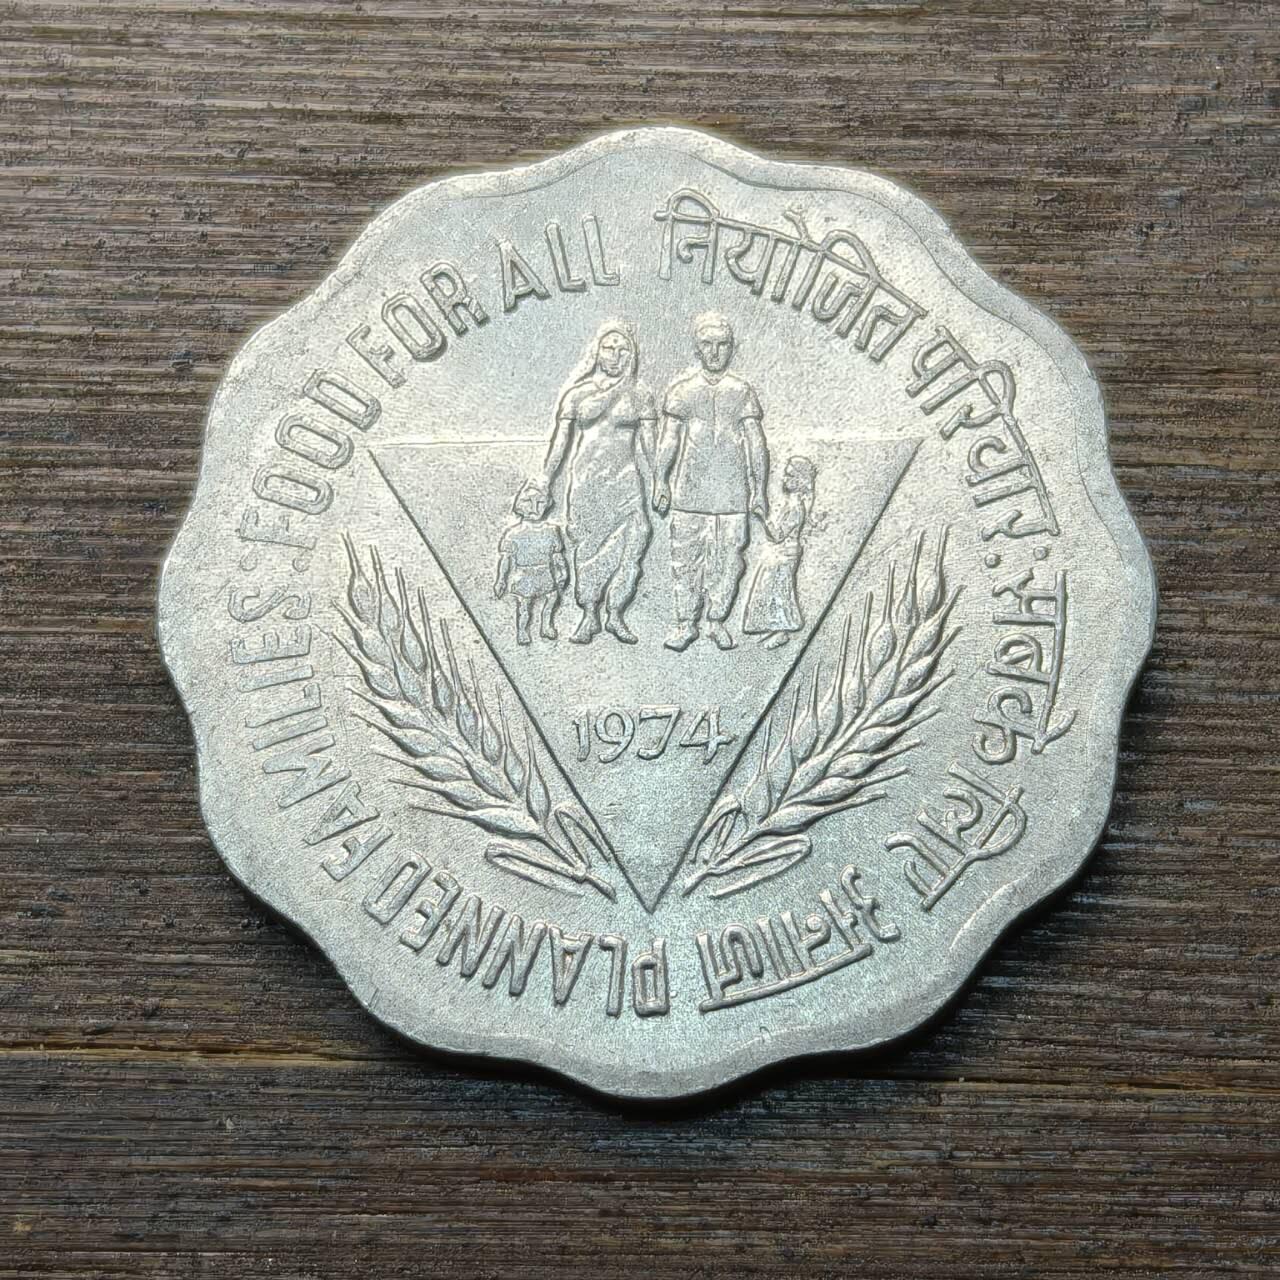 PLANNED FAMILIES: FOOD FOR ALL
नियोजित परिवार: सबके लिए अनाज
1974